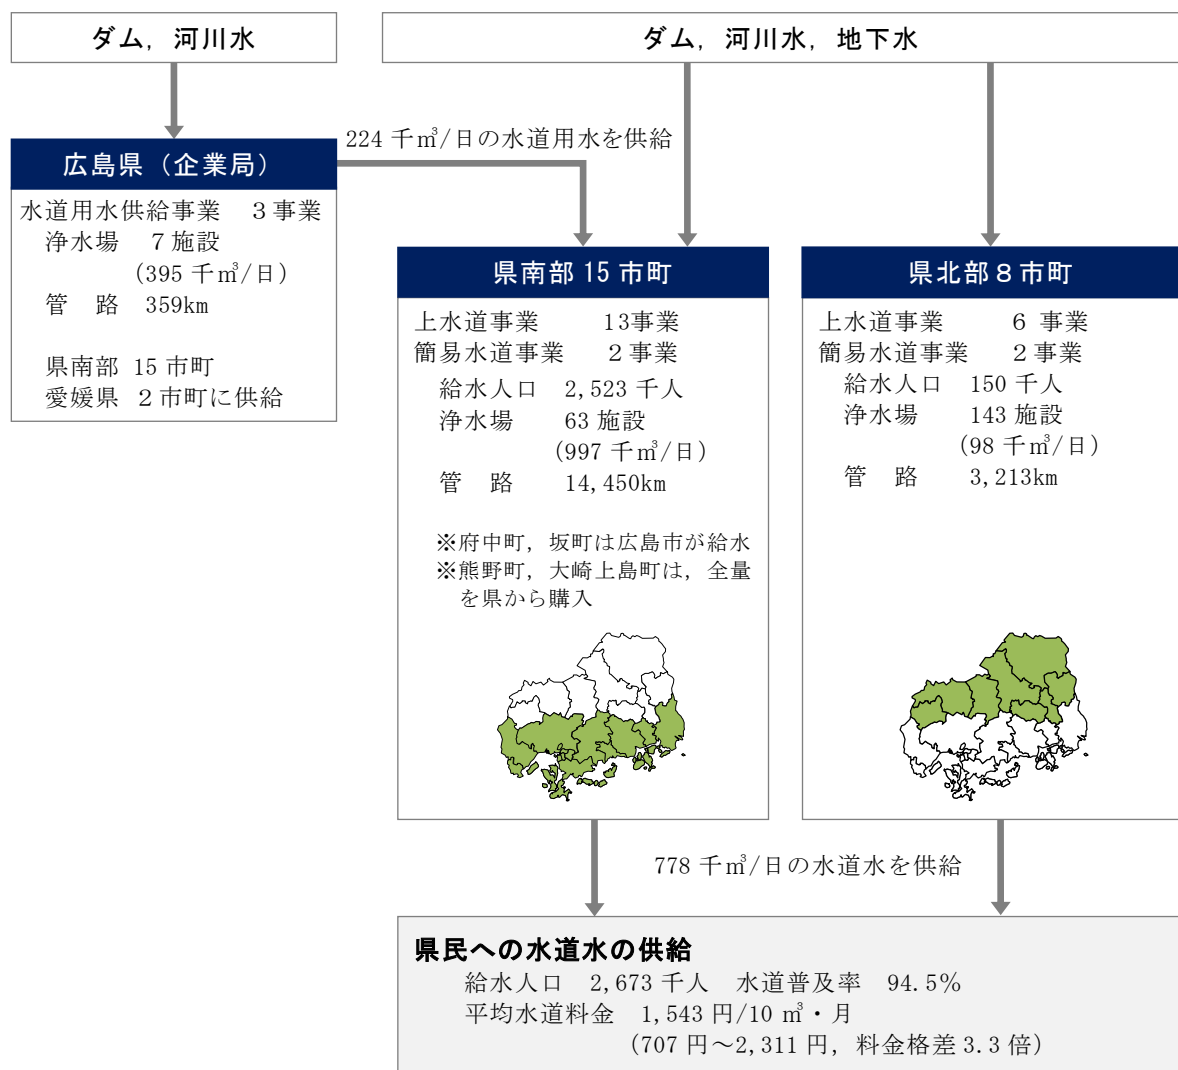 ダム，河川水
ダム，河川水，地下水
224 千㎥/日の水道用水を供給
広島県（企業局）
水道用水供給事業　３事業
浄水場　７施設
（395 千㎥/日）
管　路　359km
県南部 15 市町
愛媛県 ２市町に供給
県南部 15 市町
上水道事業　13事業
簡易水道事業　２事業
給水人口　2,523 千人
浄水場　63 施設
（997 千㎥/日）
管　路　14,450km
※府中町，坂町は広島市が給水
※熊野町，大崎上島町は，全量
を県から購入
県北部８市町
上水道事業　６ 事業
簡易水道事業　２事業
給水人口　150 千人
浄水場　143 施設
（98 千㎥/日）
管　路　3,213km
778 千㎥/日の水道水を供給
県民への水道水の供給
給水人口　2,673 千人　水道普及率　94.5％
平均水道料金　1,543 円/10 ㎥・月
（707 円～2,311 円，料金格差 3.3 倍）